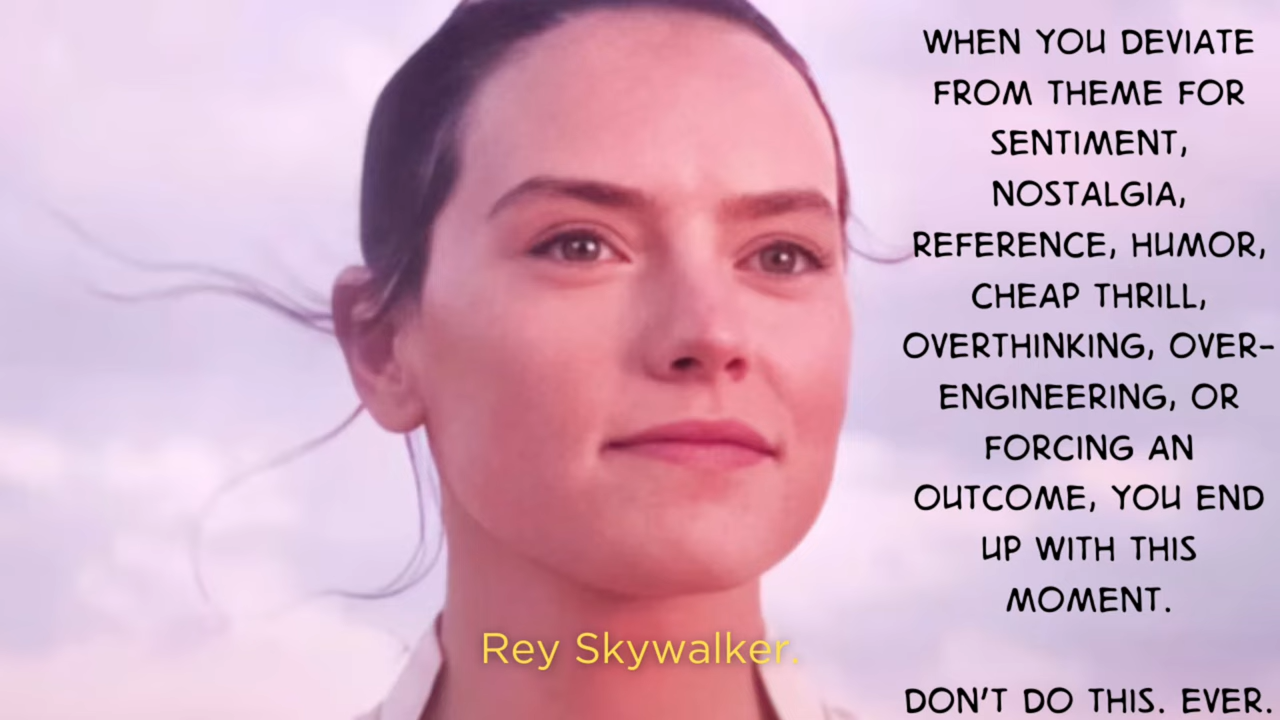 WHEN YOU DEVIATE
FROM THEME FOR
SENTIMENT,
NOSTALGIA,
REFERENCE, HUMOR,
CHEAP THRILL,
OVERTHINKING, OVER-
ENGINEERING, OR
FORCING AN
OUTCOME, YOU END
UP WITH THIS
MOMENT.
Rey Skywalker.
DON'T DO THIS. EVER.